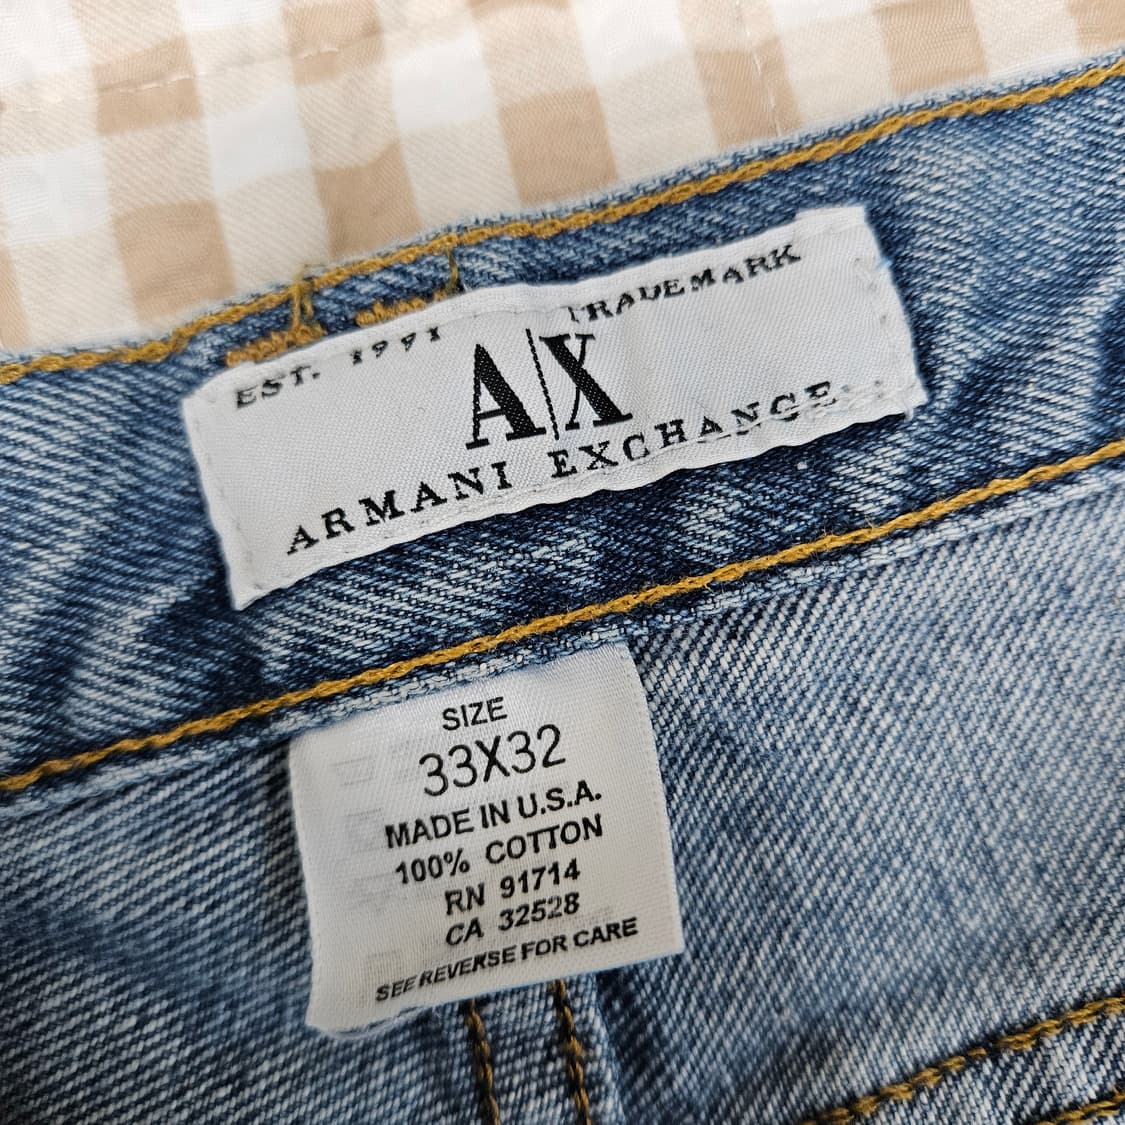 EST. 1991 TRADEMARK
A|X
ARMANI EXCHANGE
SIZE
33X32
MADE IN U.S.A.
100% COTTON
RN 91714
CA 32528
SEE REVERSE FOR CARE